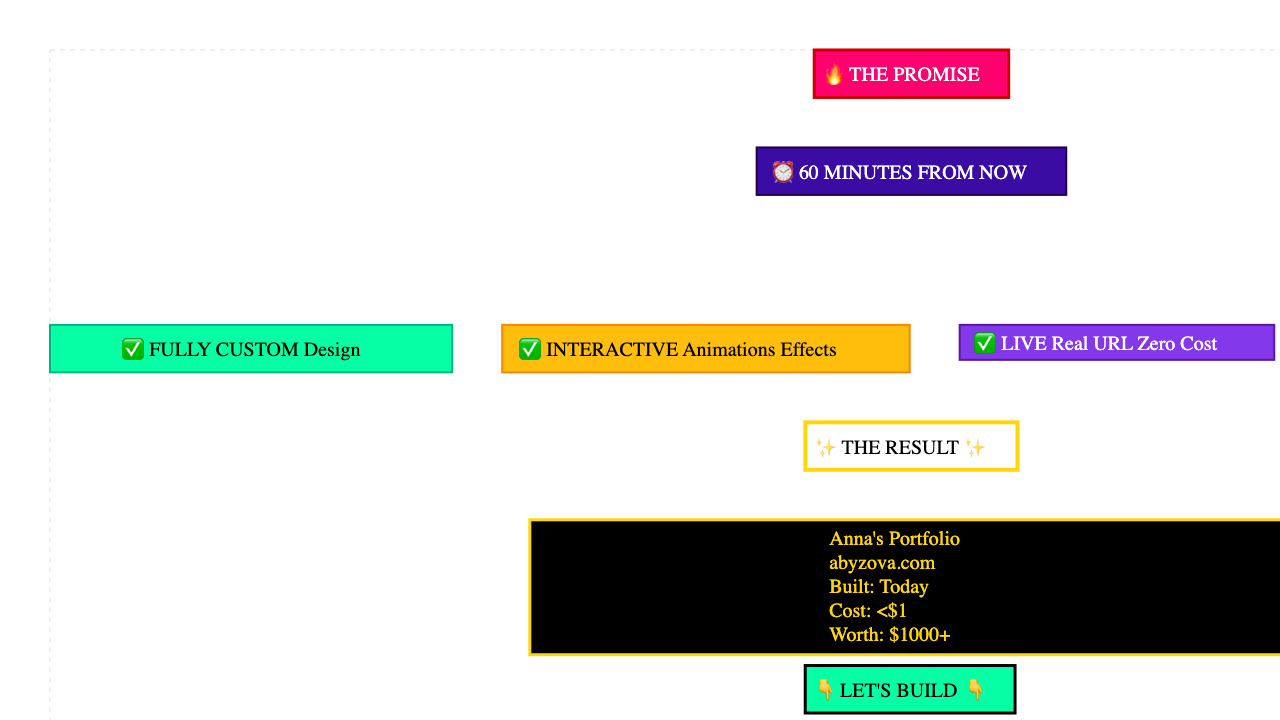 🔥 THE PROMISE
⏰ 60 MINUTES FROM NOW
✅ FULLY CUSTOM Design
✅ INTERACTIVE Animations Effects
✅ LIVE Real URL Zero Cost
✨ THE RESULT ✨
Anna's Portfolio
abyzova.com
Built: Today
Cost: <$1
Worth: $1000+
👇 LET'S BUILD 👇